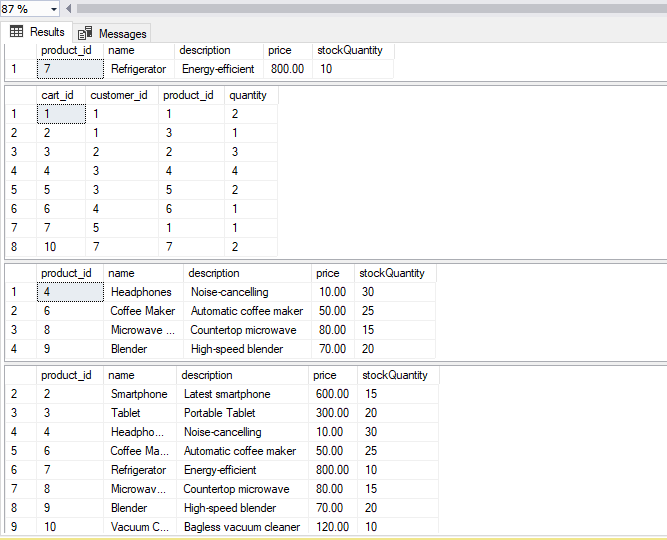 87 %
Results Messages
product_id name description price stockQuantity
1 7 Refrigerator Energy-efficient 800.00 10
cart_id customer_id product_id quantity
1 1 1 1 2
2 2 1 3 1
3 3 2 2 3
4 4 3 4 4
5 5 3 5 2
6 6 4 6 1
7 7 5 1 1
8 10 7 7 2
product_id name description price stockQuantity
1 4 Headphones Noise-cancelling 10.00 30
2 6 Coffee Maker Automatic coffee maker 50.00 25
3 8 Microwave ... Countertop microwave 80.00 15
4 9 Blender High-speed blender 70.00 20
product_id name description price stockQuantity
2 2 Smartphone Latest smartphone 600.00 15
3 3 Tablet Portable Tablet 300.00 20
4 4 Headpho... Noise-cancelling 10.00 30
5 6 Coffee Ma... Automatic coffee maker 50.00 25
6 7 Refrigerator Energy-efficient 800.00 10
7 8 Microwav... Countertop microwave 80.00 15
8 9 Blender High-speed blender 70.00 20
9 10 Vacuum C... Bagless vacuum cleaner 120.00 10